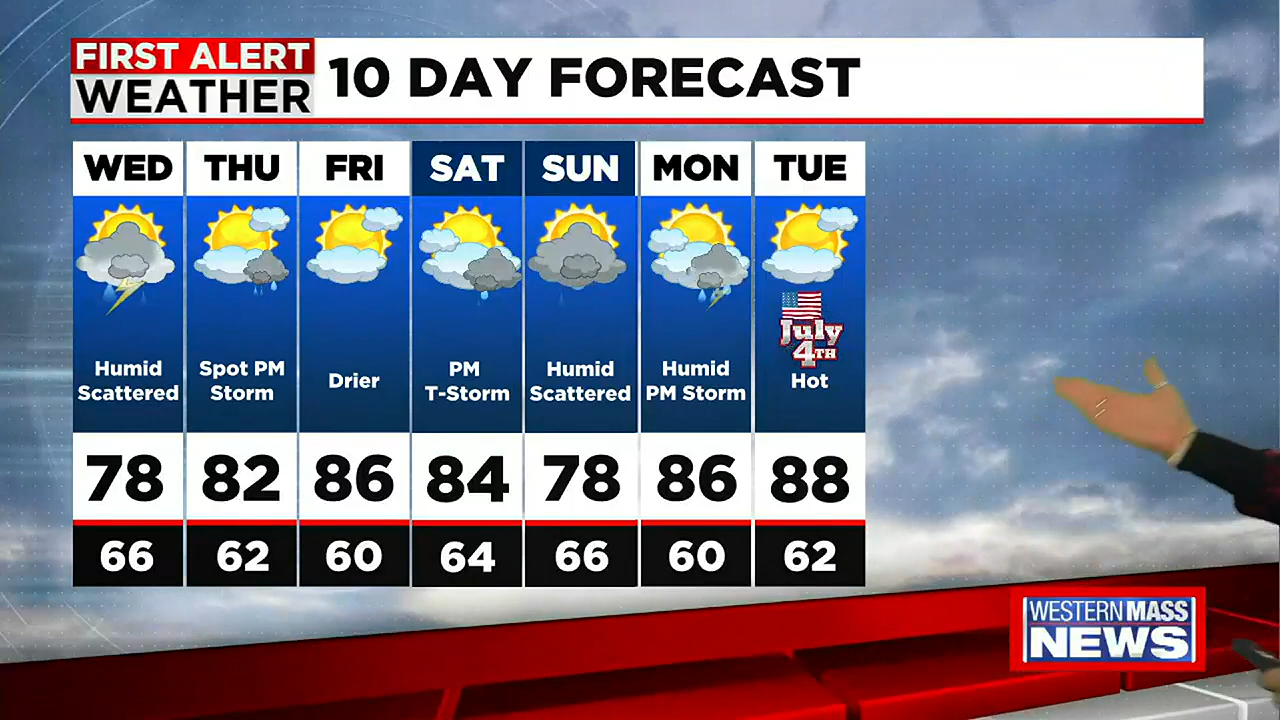 FIRST ALERT
WEATHER
10 DAY FORECAST
WED THU FRI SAT SUN MON TUE
July
4TH
Humid
Scattered
Spot PM
Storm
Drier
PM
T-Storm
Humid
Scattered
Humid
PM Storm
Hot
78 82 86 84 78 86 88
66 62 60 64 66 60 62
WESTERN MASS
NEWS